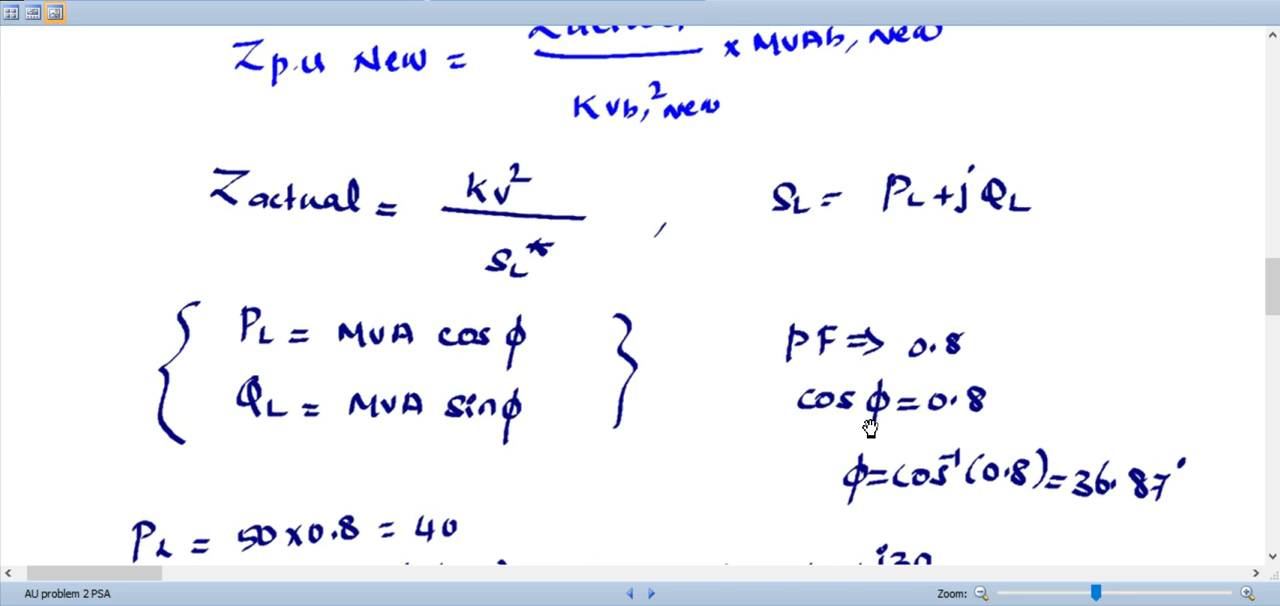 Zp.u New = ――― x MVAb, New
Kvb,² New
Zactual = Kv² / SL* , SL = PL + jQL
PL = MVA cos ϕ
QL = MVA sin ϕ
PF ⇒ 0.8
cos ϕ = 0.8
ϕ = cos⁻¹(0.8) = 36.87°
PL = 50 x 0.8 = 40
j30
AU problem 2 PSA
Zoom: